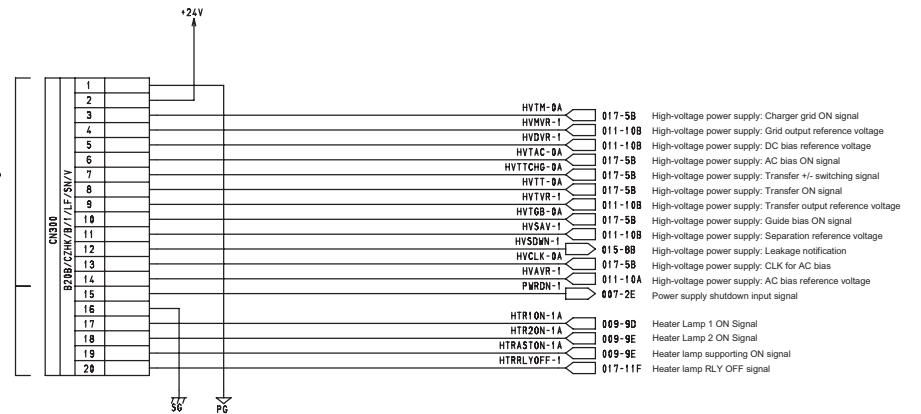 +24V
CN300
B20B/CZHK/B/1/LF/SN/V
1
2
3 HVTM-0A 017-5B High-voltage power supply: Charger grid ON signal
4 HVMVR-1 011-10B High-voltage power supply: Grid output reference voltage
5 HVDVR-1 011-10B High-voltage power supply: DC bias reference voltage
6 HVTAC-0A 017-5B High-voltage power supply: AC bias ON signal
7 HVTTCHG-0A 017-5B High-voltage power supply: Transfer +/- switching signal
8 HVTT-0A 017-5B High-voltage power supply: Transfer ON signal
9 HVTVR-1 011-10B High-voltage power supply: Transfer output reference voltage
10 HVTGB-0A 017-5B High-voltage power supply: Guide bias ON signal
11 HVSAV-1 011-10B High-voltage power supply: Separation reference voltage
12 HVSDWN-1 015-8B High-voltage power supply: Leakage notification
13 HVCLK-0A 017-5B High-voltage power supply: CLK for AC bias
14 HVAVR-1 011-10A High-voltage power supply: AC bias reference voltage
15 PWRDN-1 007-2E Power supply shutdown input signal
16
17 HTR1ON-1A 009-9D Heater Lamp 1 ON Signal
18 HTR2ON-1A 009-9E Heater Lamp 2 ON Signal
19 HTRASTON-1A 009-9E Heater lamp supporting ON signal
20 HTRRLYOFF-1 017-11F Heater lamp RLY OFF signal
SG PG